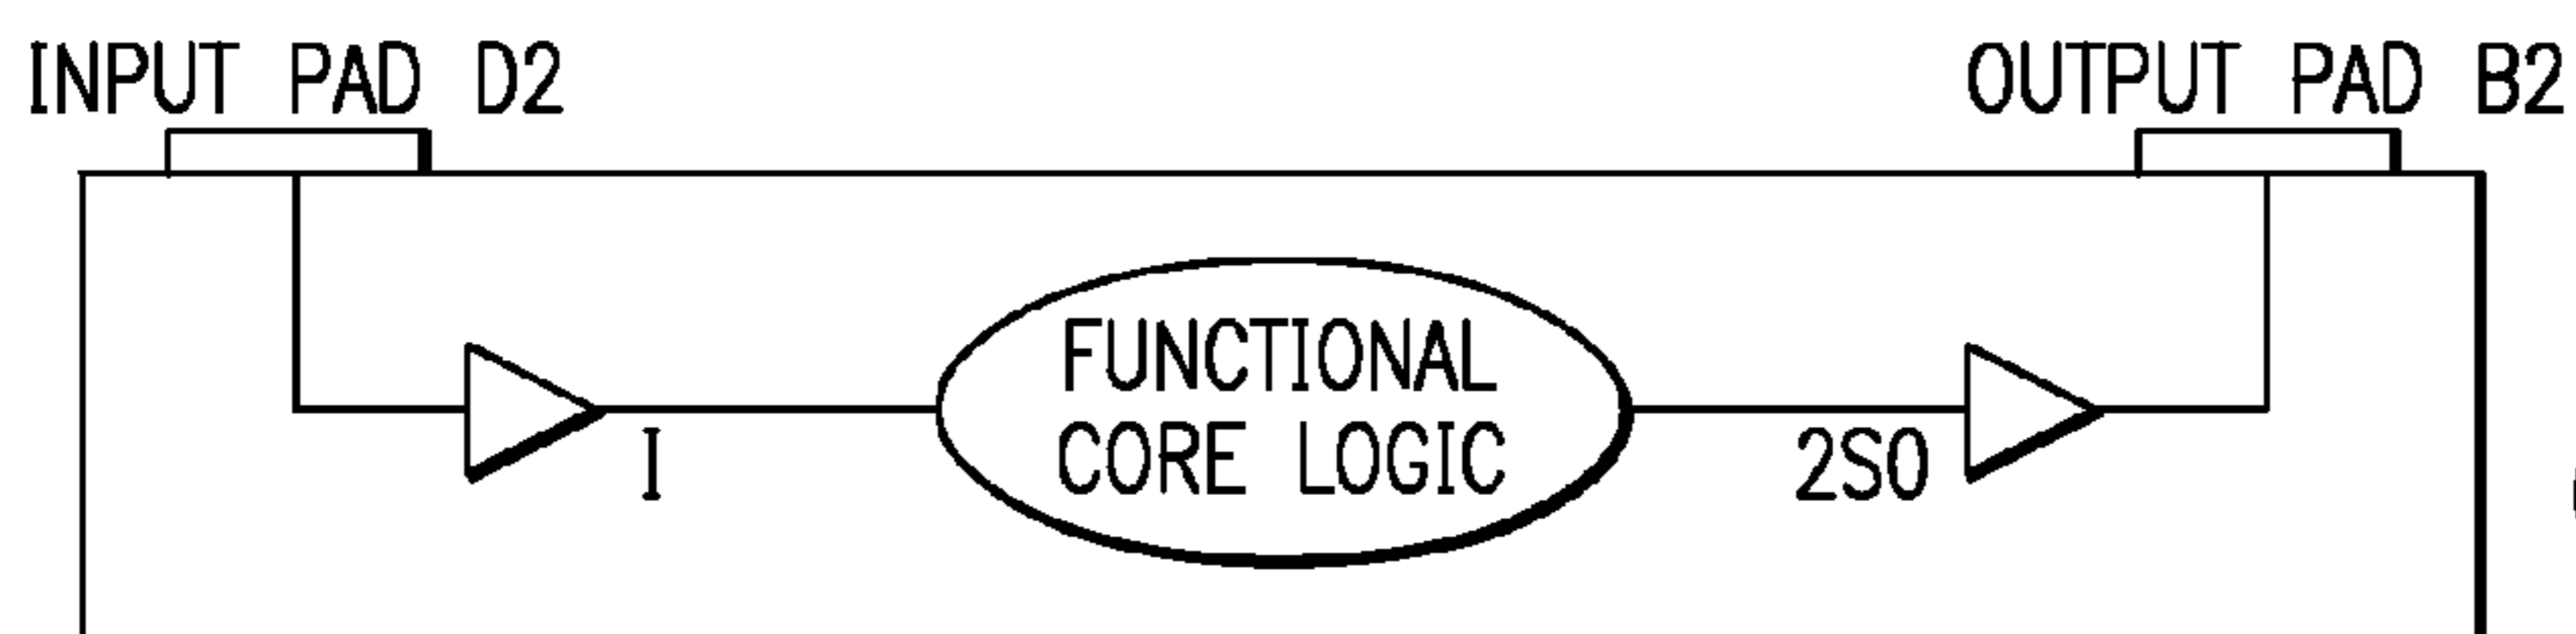 INPUT PAD D2
OUTPUT PAD B2
FUNCTIONAL
CORE LOGIC
I
2SO